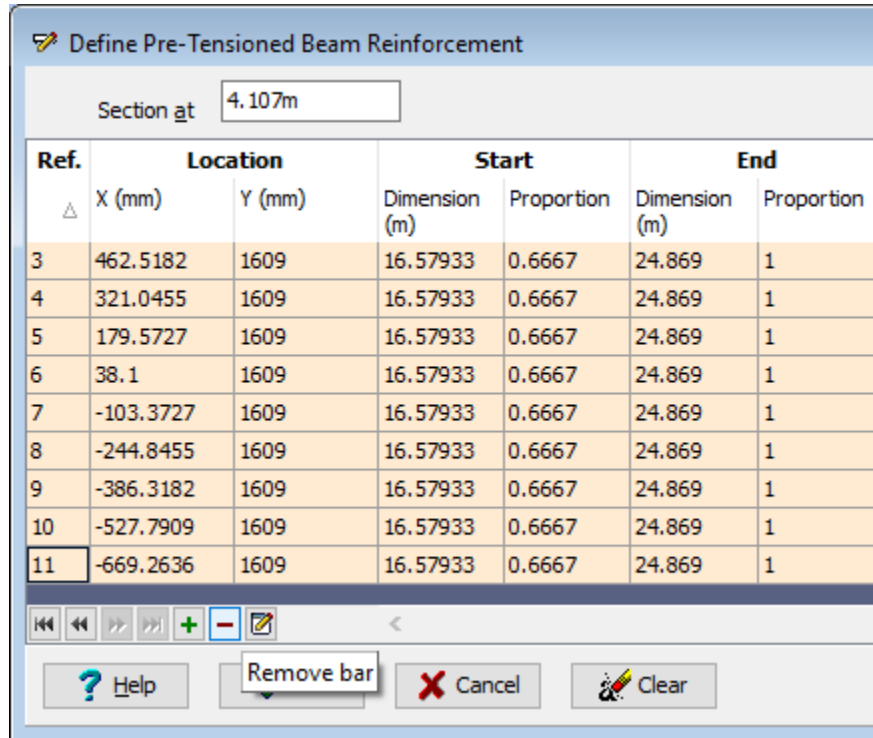 Define Pre-Tensioned Beam Reinforcement
Section at 4.107m
Ref. Location Start End
X (mm) Y (mm) Dimension (m) Proportion Dimension (m) Proportion
3 462.5182 1609 16.57933 0.6667 24.869 1
4 321.0455 1609 16.57933 0.6667 24.869 1
5 179.5727 1609 16.57933 0.6667 24.869 1
6 38.1 1609 16.57933 0.6667 24.869 1
7 -103.3727 1609 16.57933 0.6667 24.869 1
8 -244.8455 1609 16.57933 0.6667 24.869 1
9 -386.3182 1609 16.57933 0.6667 24.869 1
10 -527.7909 1609 16.57933 0.6667 24.869 1
11 -669.2636 1609 16.57933 0.6667 24.869 1
Remove bar
Help Cancel Clear